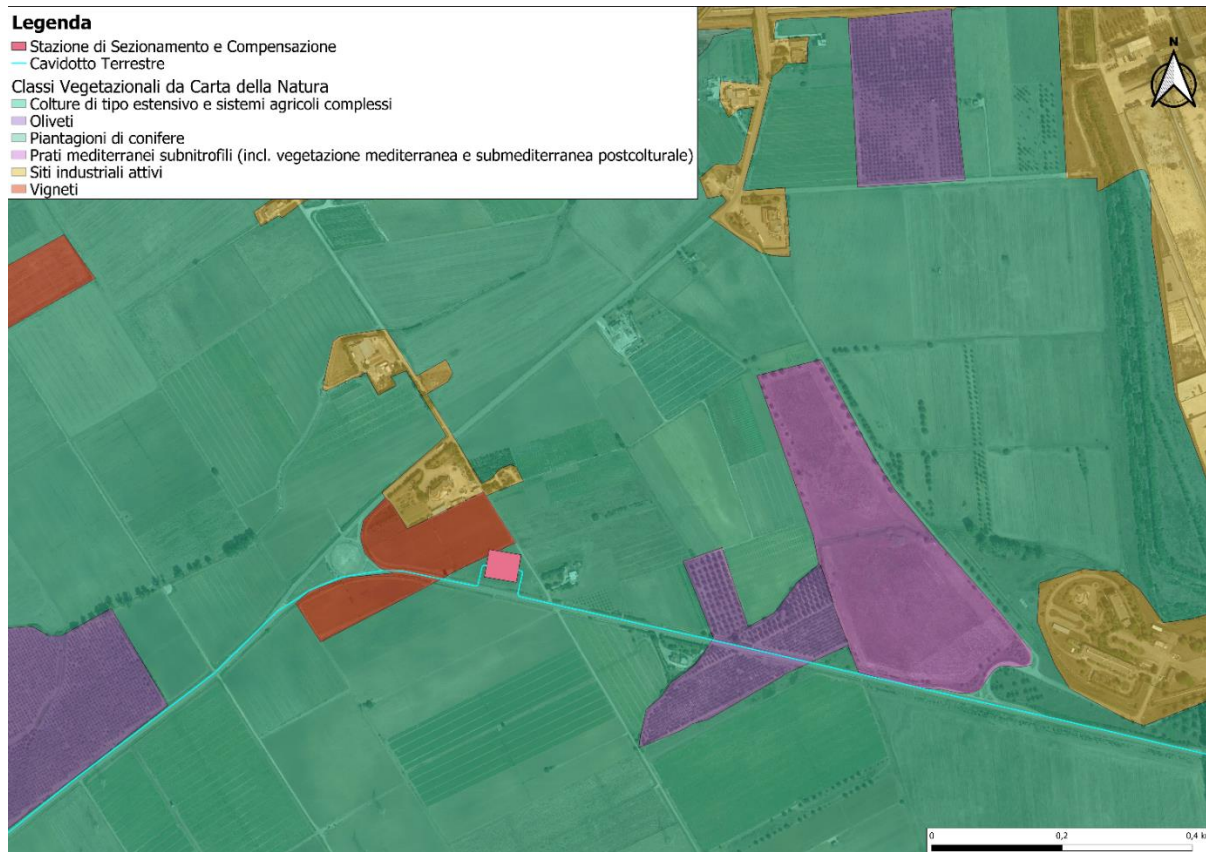 Legenda
Stazione di Sezionamento e Compensazione
Cavidotto Terrestre
Classi Vegetazionali da Carta della Natura
Colture di tipo estensivo e sistemi agricoli complessi
Oliveti
Piantagioni di conifere
Prati mediterranei subnitrofili (incl. vegetazione mediterranea e submediterranea postcolturale)
Siti industriali attivi
Vigneti
N
0 0,2 0,4 k